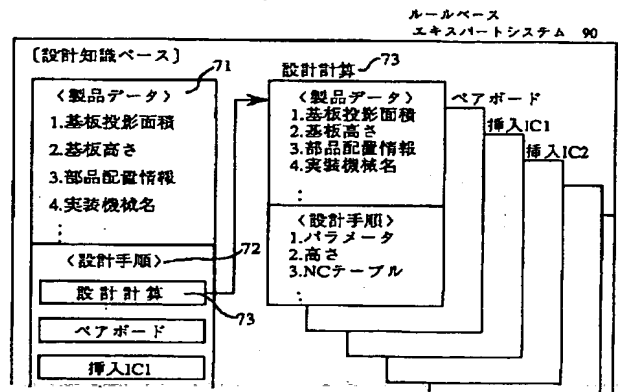 ルールベース
エキスパートシステム 90
［設計知識ベース］
71
〈製品データ〉
1.基板投影面積
2.基板高さ
3.部品配置情報
4.実装機械名
:
〈設計手順〉
72
設計計算
73
ペアボード
挿入IC1
設計計算
73
〈製品データ〉
1.基板投影面積
2.基板高さ
3.部品配置情報
4.実装機械名
:
〈設計手順〉
1.パラメータ
2.高さ
3.NCテーブル
:
ペアボード
挿入IC1
挿入IC2